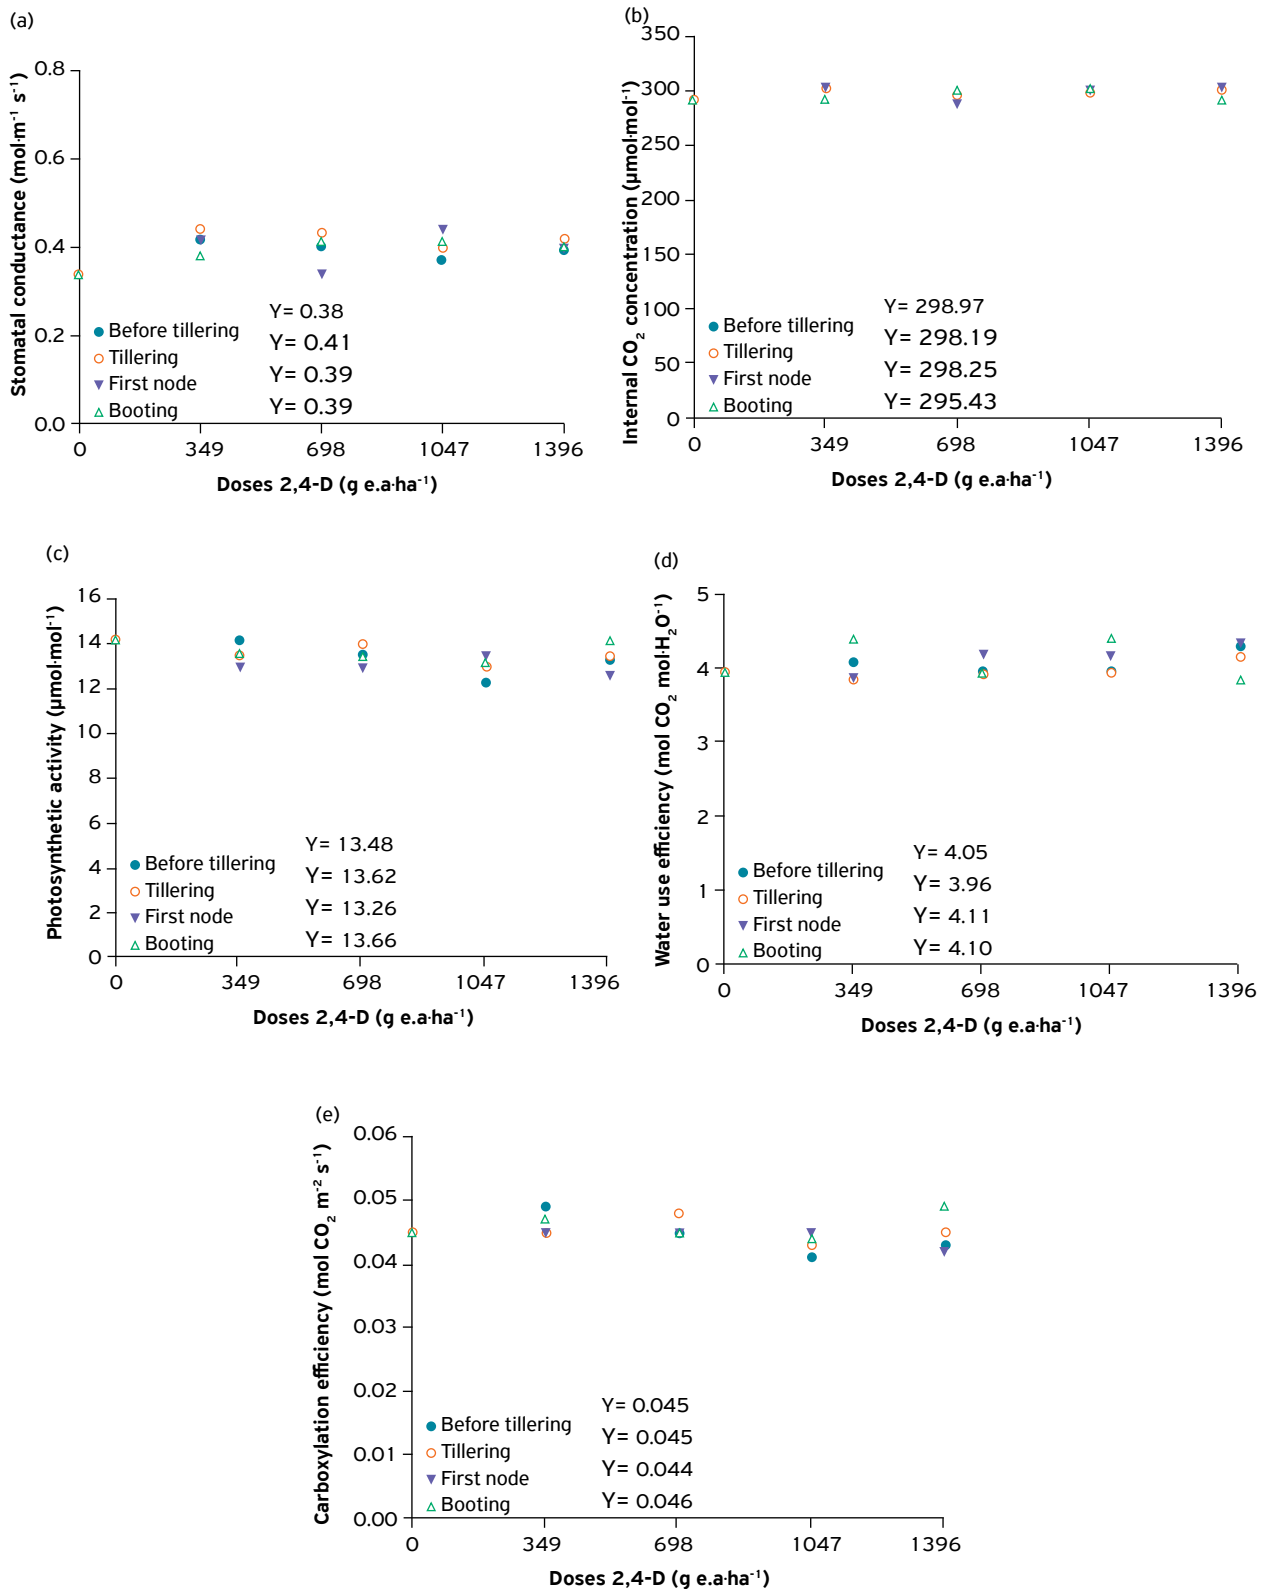 (a)
Stomatal conductance (mol·m⁻¹ s⁻¹)
0.8
0.6
0.4
0.2
0.0
Before tillering Y= 0.38
Tillering Y= 0.41
First node Y= 0.39
Booting Y= 0.39
0 349 698 1047 1396
Doses 2,4-D (g e.a·ha⁻¹)
(b)
Internal CO₂ concentration (µmol·mol⁻¹)
350
300
250
200
150
100
50
0
Before tillering Y= 298.97
Tillering Y= 298.19
First node Y= 298.25
Booting Y= 295.43
0 349 698 1047 1396
Doses 2,4-D (g e.a·ha⁻¹)
(c)
Photosynthetic activity (µmol·mol⁻¹)
16
14
12
10
8
6
4
2
0
Before tillering Y= 13.48
Tillering Y= 13.62
First node Y= 13.26
Booting Y= 13.66
0 349 698 1047 1396
Doses 2,4-D (g e.a·ha⁻¹)
(d)
Water use efficiency (mol CO₂ mol·H₂O⁻¹)
5
4
3
2
1
0
Before tillering Y= 4.05
Tillering Y= 3.96
First node Y= 4.11
Booting Y= 4.10
0 349 698 1047 1396
Doses 2,4-D (g e.a·ha⁻¹)
(e)
Carboxylation efficiency (mol CO₂ m⁻² s⁻¹)
0.06
0.05
0.04
0.03
0.02
0.01
0.00
Before tillering Y= 0.045
Tillering Y= 0.045
First node Y= 0.044
Booting Y= 0.046
0 349 698 1047 1396
Doses 2,4-D (g e.a·ha⁻¹)